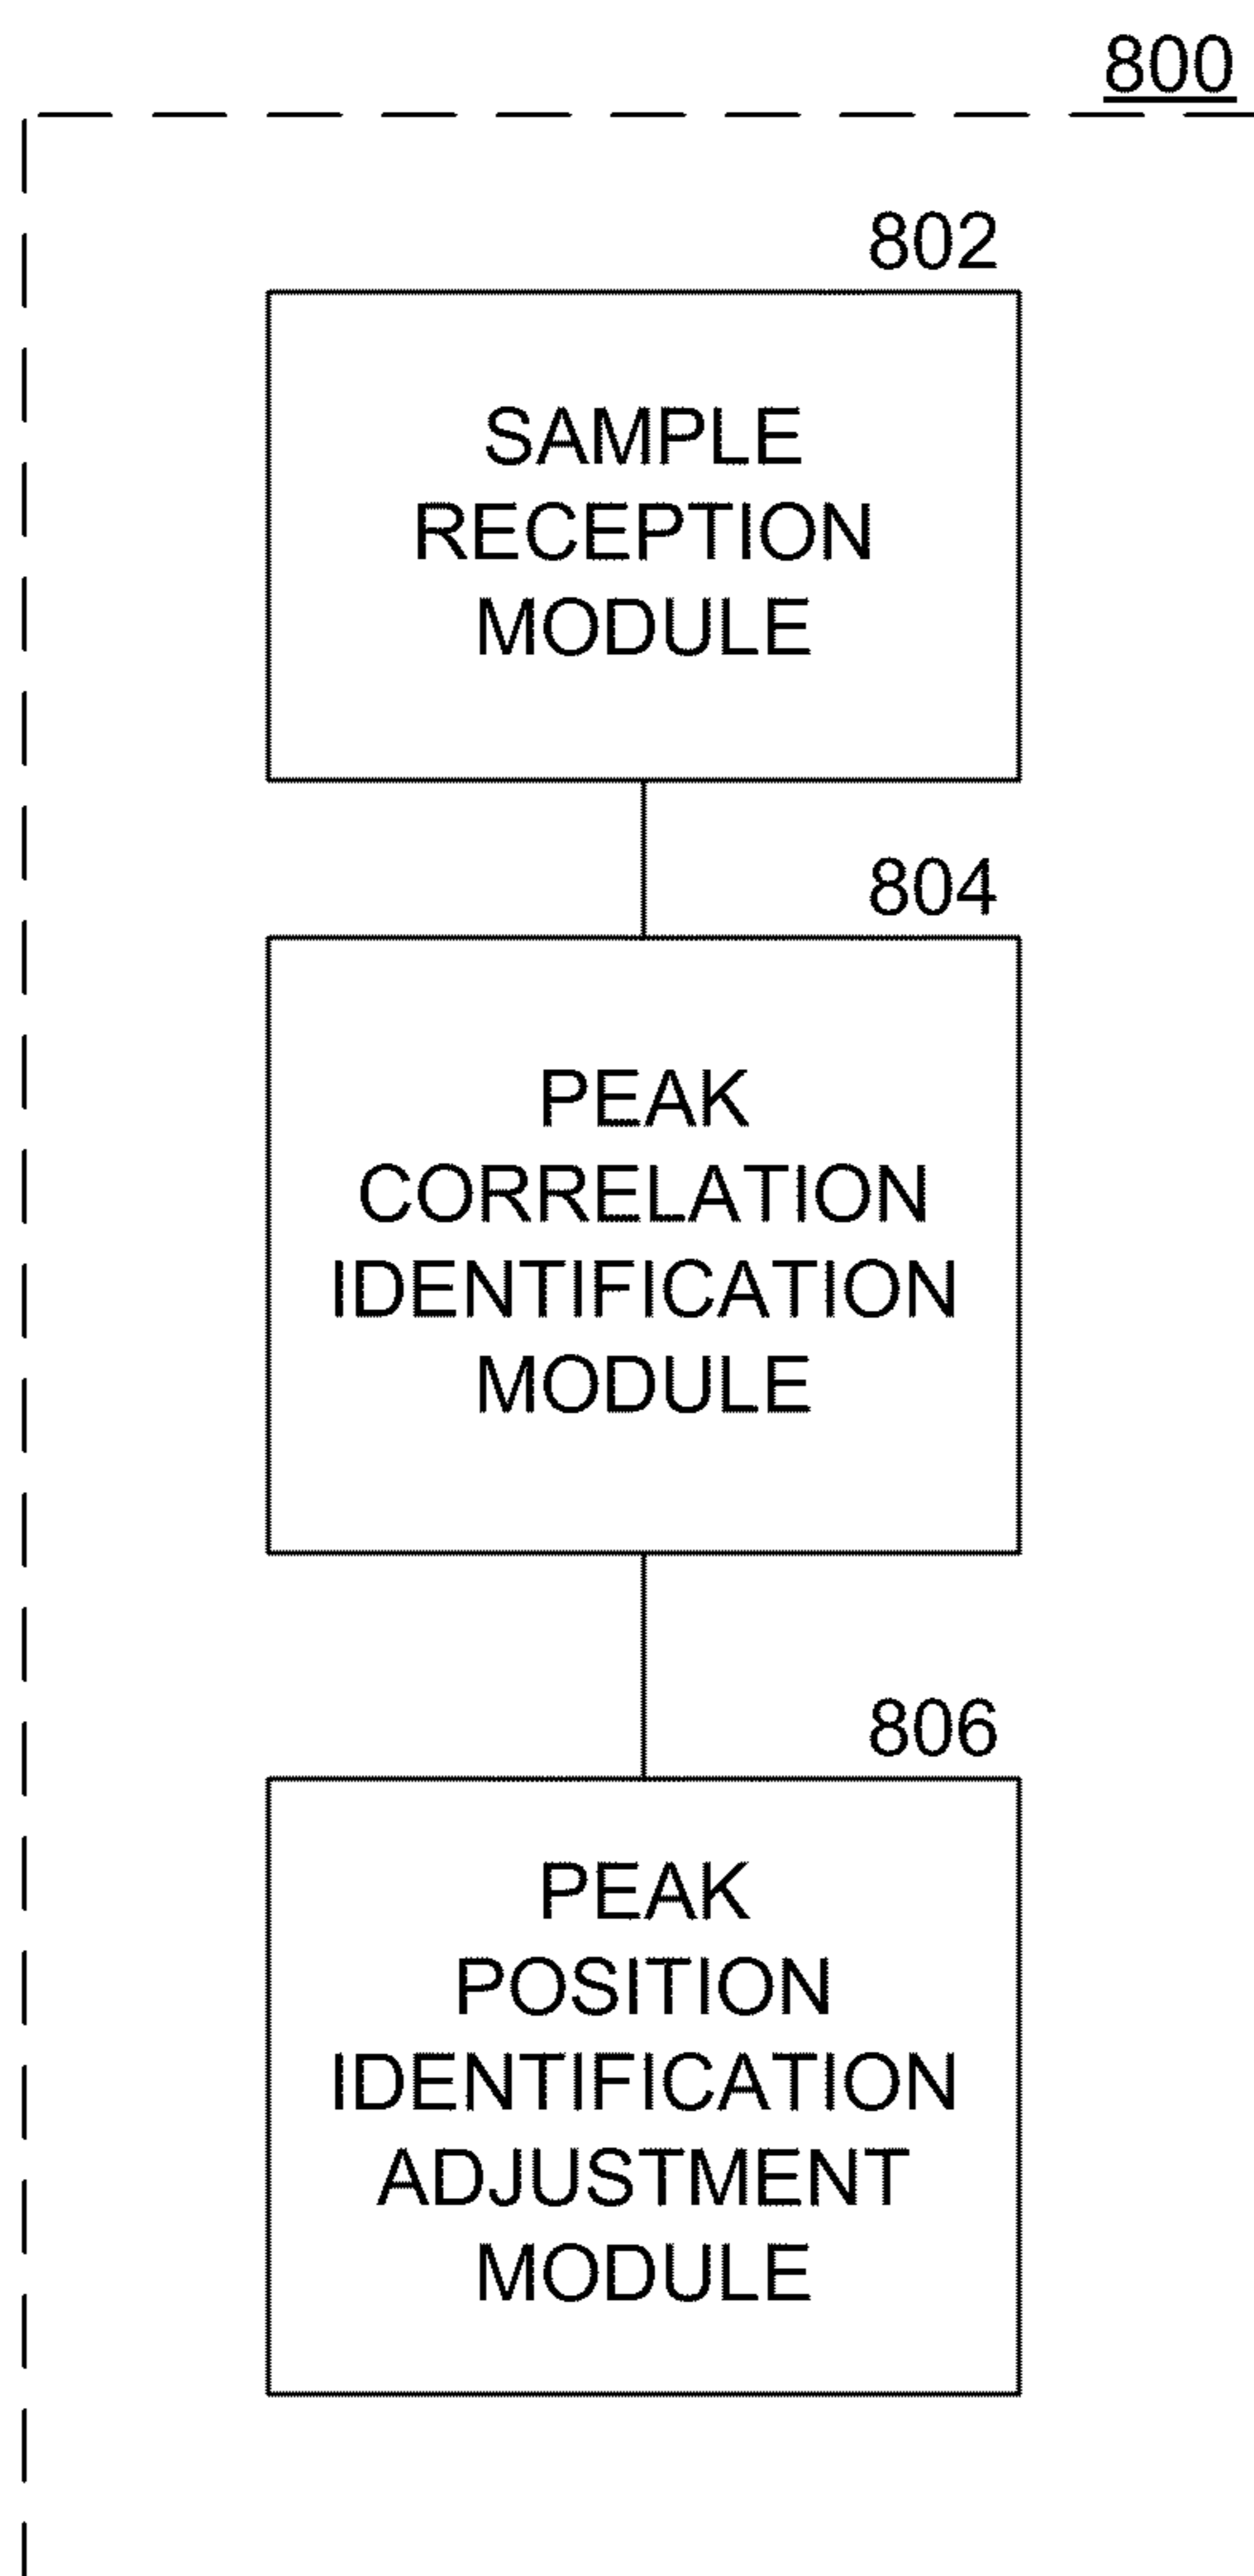 800
802
SAMPLE
RECEPTION
MODULE
804
PEAK
CORRELATION
IDENTIFICATION
MODULE
806
PEAK
POSITION
IDENTIFICATION
ADJUSTMENT
MODULE